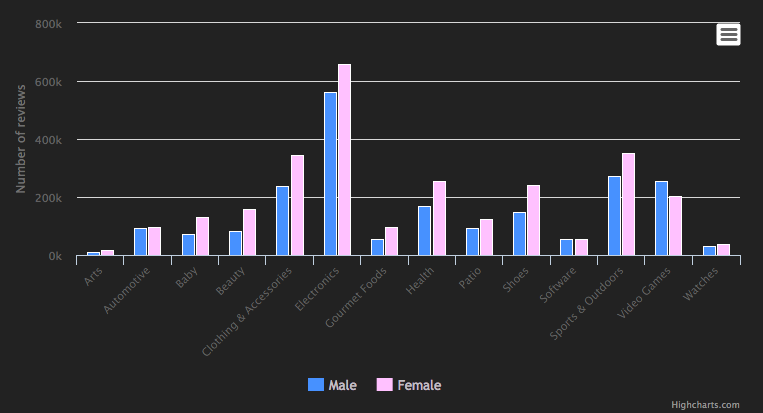 800k
600k
400k
200k
0k
Number of reviews
Arts
Automotive
Baby
Beauty
Clothing & Accessories
Electronics
Gourmet Foods
Health
Patio
Shoes
Software
Sports & Outdoors
Video Games
Watches
Male Female
Highcharts.com